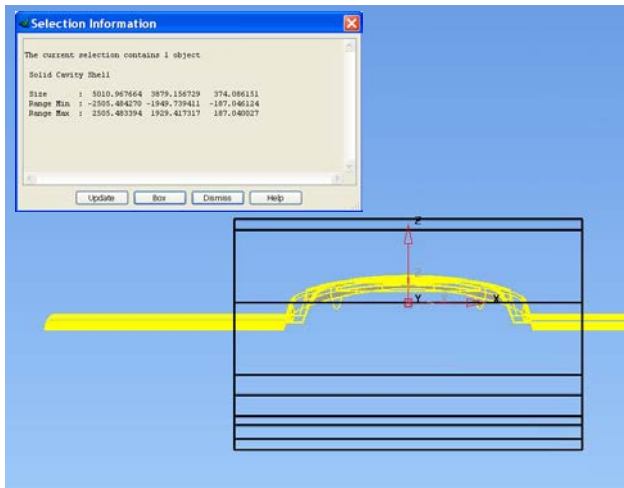 Selection Information
The current selection contains 1 object
Solid Cavity Shell
Size : 5010.967664 3879.156729 374.086151
Range Min : -2505.484270 -1949.739411 -187.046124
Range Max : 2505.483394 1929.417317 187.040027
Update Box Dismiss Help
Z
Y X